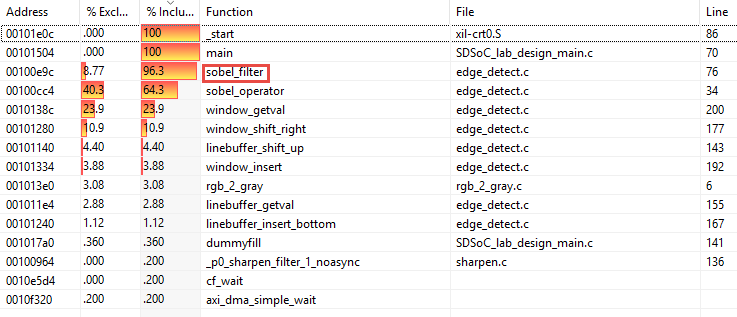 Address % Exclu... % Inclu... Function File Line
00101e0c .000 100 _start xil-crt0.S 86
00101504 .000 100 main SDSoC_lab_design_main.c 70
00100e9c 8.77 96.3 sobel_filter edge_detect.c 76
00100cc4 40.3 64.3 sobel_operator edge_detect.c 34
0010138c 23.9 23.9 window_getval edge_detect.c 200
00101280 10.9 10.9 window_shift_right edge_detect.c 177
00101140 4.40 4.40 linebuffer_shift_up edge_detect.c 143
00101334 3.88 3.88 window_insert edge_detect.c 192
001013e0 3.08 3.08 rgb_2_gray rgb_2_gray.c 6
001011e4 2.88 2.88 linebuffer_getval edge_detect.c 155
00101240 1.12 1.12 linebuffer_insert_bottom edge_detect.c 167
001017a0 .360 .360 dummyfill SDSoC_lab_design_main.c 141
00100964 .000 .200 _p0_sharpen_filter_1_noasync sharpen.c 136
0010e5d4 .000 .200 cf_wait
0010f320 .200 .200 axi_dma_simple_wait